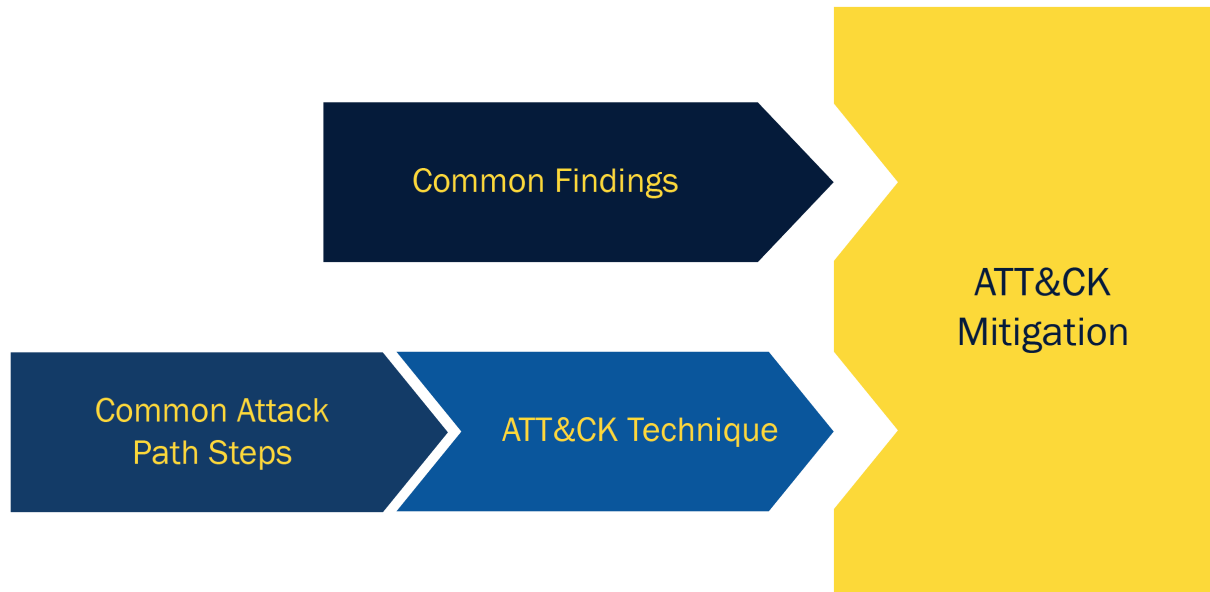 Common Findings
ATT&CK
Mitigation
Common Attack
Path Steps
ATT&CK Technique